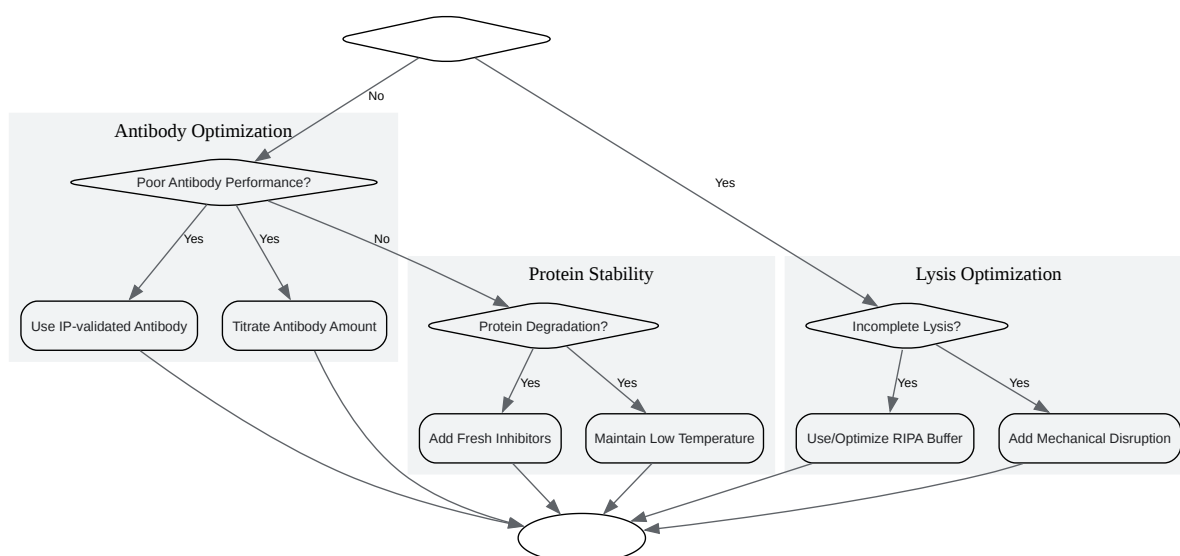 No
Antibody Optimization
Poor Antibody Performance?
Yes
Yes
Yes
No
Protein Stability
Lysis Optimization
Use IP-validated Antibody
Titrate Antibody Amount
Protein Degradation?
Incomplete Lysis?
Yes
Yes
Yes
Yes
Add Fresh Inhibitors
Maintain Low Temperature
Use/Optimize RIPA Buffer
Add Mechanical Disruption